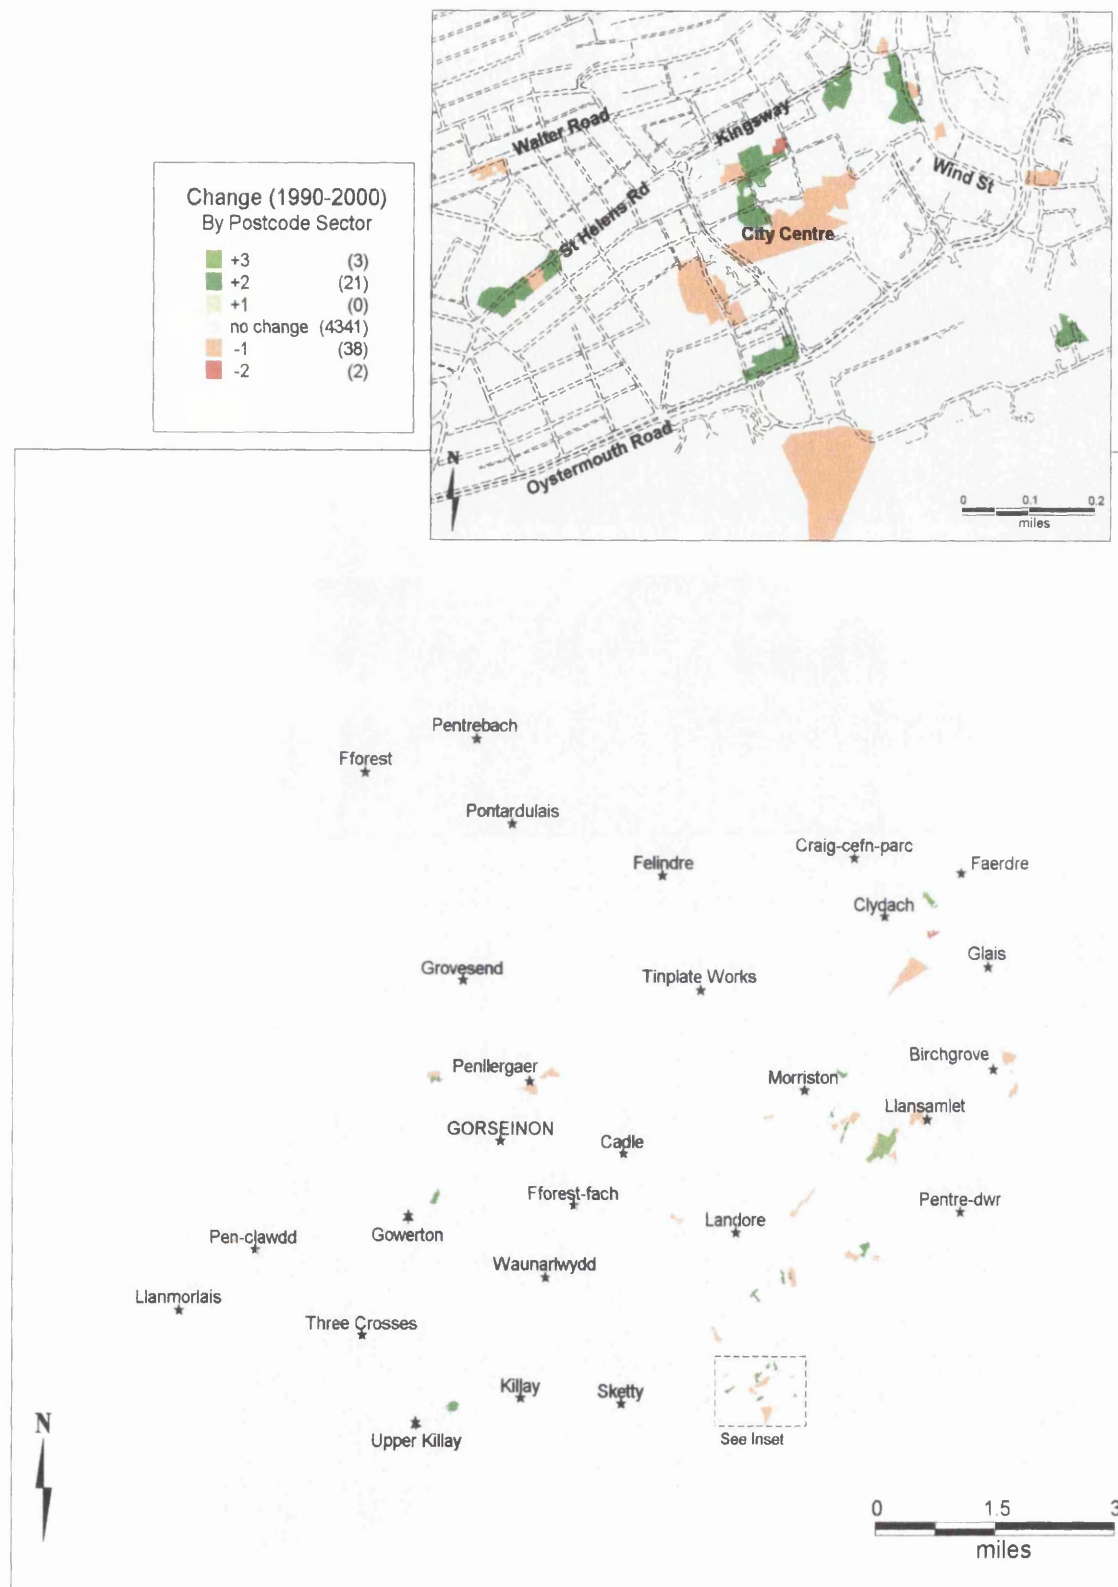 Walter Road
Kingsway
Wind St
St Helens Rd
City Centre
Oystermouth Road
N
0 0.1 0.2
miles
Change (1990-2000)
By Postcode Sector
+3 (3)
+2 (21)
+1 (0)
no change (4341)
-1 (38)
-2 (2)
Pentrebach
Fforest
Pontardulais
Craig-cefn-parc
Felindre
Faerdre
Clydach
Glais
Grovesend
Tinplate Works
Birchgrove
Penllergaer
Morriston
Llansamlet
GORSEINON
Cadle
Fforest-fach
Pentre-dwr
Landore
Gowerton
Pen-clawdd
Waunarlwydd
Llanmorlais
Three Crosses
Killay
Sketty
See Inset
Upper Killay
N
0 1.5 3
miles